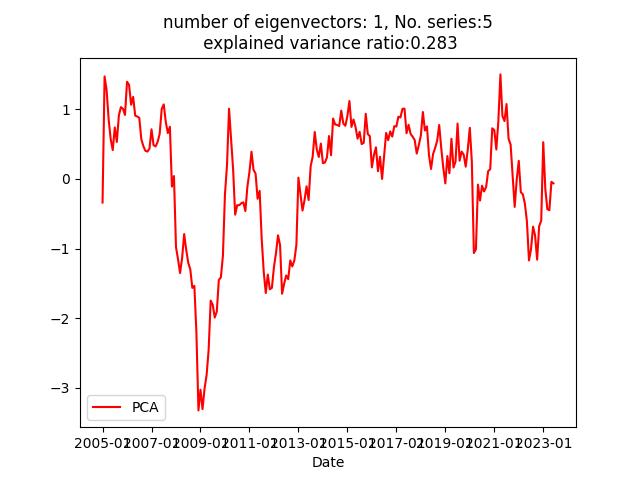 number of eigenvectors: 1, No. series:5
explained variance ratio:0.283
1
0
−1
−2
−3
PCA
2005-01 2007-01 2009-01 2011-01 2013-01 2015-01 2017-01 2019-01 2021-01 2023-01
Date